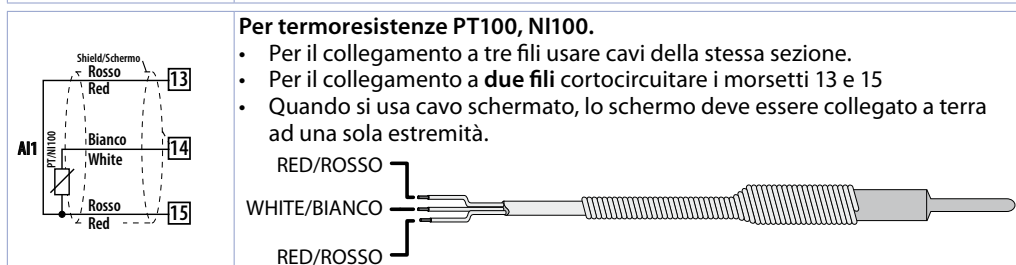 Shield/Schermo
Rosso
Red
13
Bianco
White
14
AI1
PT/NI100
Rosso
Red
15
Per termoresistenze PT100, NI100.
• Per il collegamento a tre fili usare cavi della stessa sezione.
• Per il collegamento a due fili cortocircuitare i morsetti 13 e 15
• Quando si usa cavo schermato, lo schermo deve essere collegato a terra
ad una sola estremità.
RED/ROSSO
WHITE/BIANCO
RED/ROSSO